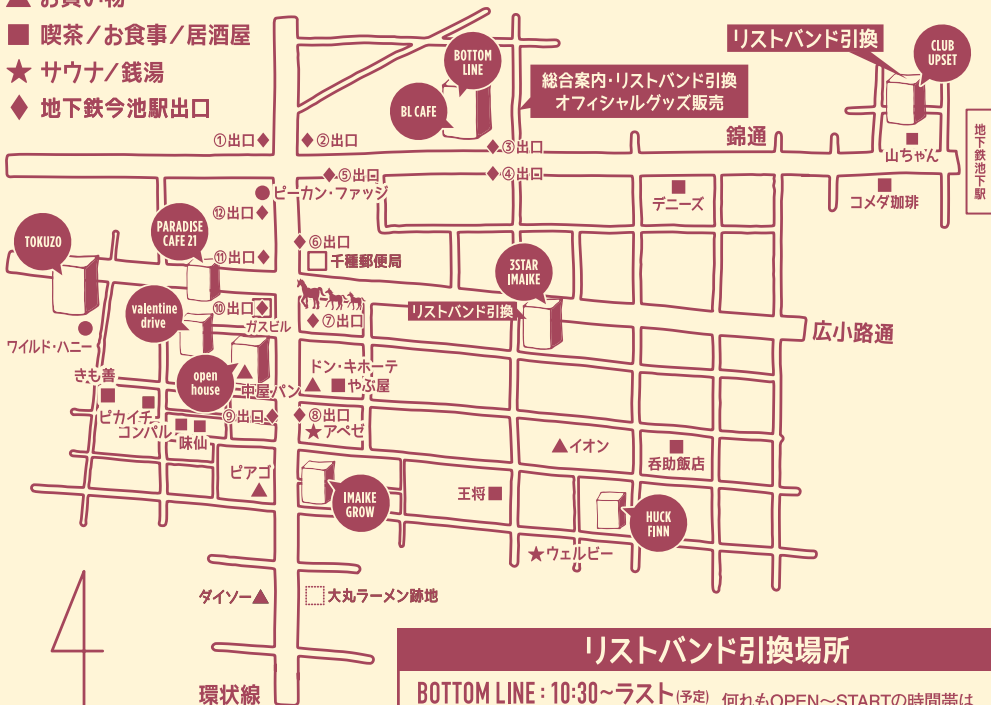 お買い物
喫茶／お食事／居酒屋
サウナ／銭湯
地下鉄今池駅出口
BOTTOM
LINE
BL CAFE
総合案内・リストバンド引換
オフィシャルグッズ販売
リストバンド引換
CLUB
UPSET
①出口
②出口
③出口
錦通
山ちゃん
地下鉄池下駅
⑤出口
④出口
ピーカン・ファッジ
デニーズ
コメダ珈琲
⑫出口
TOKUZO
PARADISE
CAFE 21
⑥出口
⑪出口
千種郵便局
3STAR
IMAIKE
リストバンド引換
valentine
drive
⑩出口
ガスビル
⑦出口
広小路通
ワイルド・ハニー
きも善
open
house
ドン・キホーテ
やぶ屋
中屋パン
ピカイチ
⑨出口
⑧出口
コンパル
味仙
アペゼ
イオン
呑助飯店
ピアゴ
IMAIKE
GROW
王将
HUCK
FINN
ウェルビー
ダイソー
大丸ラーメン跡地
環状線
リストバンド引換場所
BOTTOM LINE : 10:30〜ラスト(予定) 何れもOPEN〜STARTの時間帯は